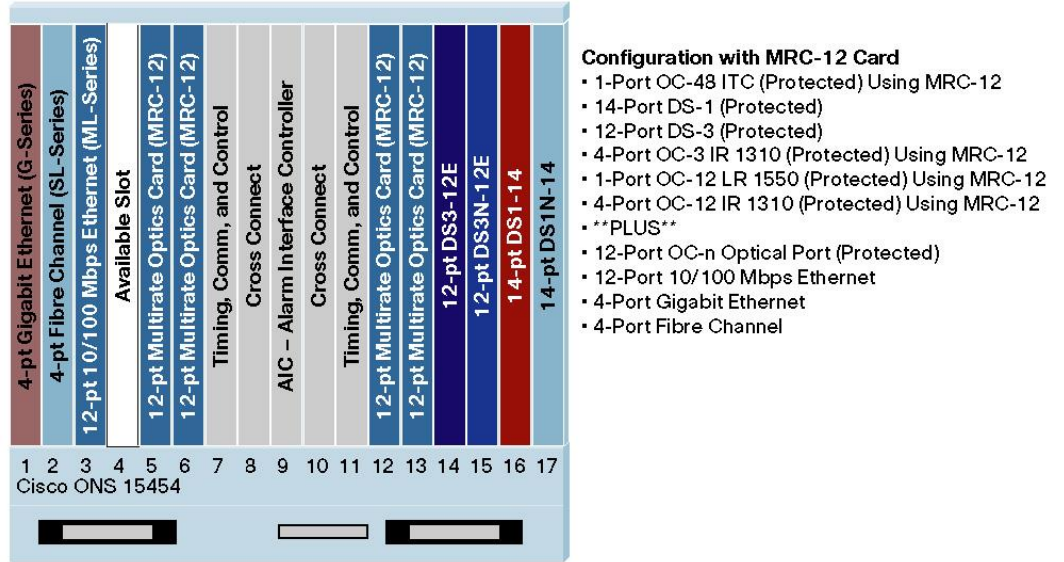 4-pt Gigabit Ethernet (G-Series)
4-pt Fibre Channel (SL-Series)
12-pt 10/100 Mbps Ethernet (ML-Series)
Available Slot
12-pt Multirate Optics Card (MRC-12)
12-pt Multirate Optics Card (MRC-12)
Timing, Comm, and Control
Cross Connect
AIC – Alarm Interface Controller
Cross Connect
Timing, Comm, and Control
12-pt Multirate Optics Card (MRC-12)
12-pt Multirate Optics Card (MRC-12)
12-pt DS3-12E
12-pt DS3N-12E
14-pt DS1-14
14-pt DS1N-14
1 2 3 4 5 6 7 8 9 10 11 12 13 14 15 16 17
Cisco ONS 15454
Configuration with MRC-12 Card
▪ 1-Port OC-48 ITC (Protected) Using MRC-12
▪ 14-Port DS-1 (Protected)
▪ 12-Port DS-3 (Protected)
▪ 4-Port OC-3 IR 1310 (Protected) Using MRC-12
▪ 1-Port OC-12 LR 1550 (Protected) Using MRC-12
▪ 4-Port OC-12 IR 1310 (Protected) Using MRC-12
▪ **PLUS**
▪ 12-Port OC-n Optical Port (Protected)
▪ 12-Port 10/100 Mbps Ethernet
▪ 4-Port Gigabit Ethernet
▪ 4-Port Fibre Channel